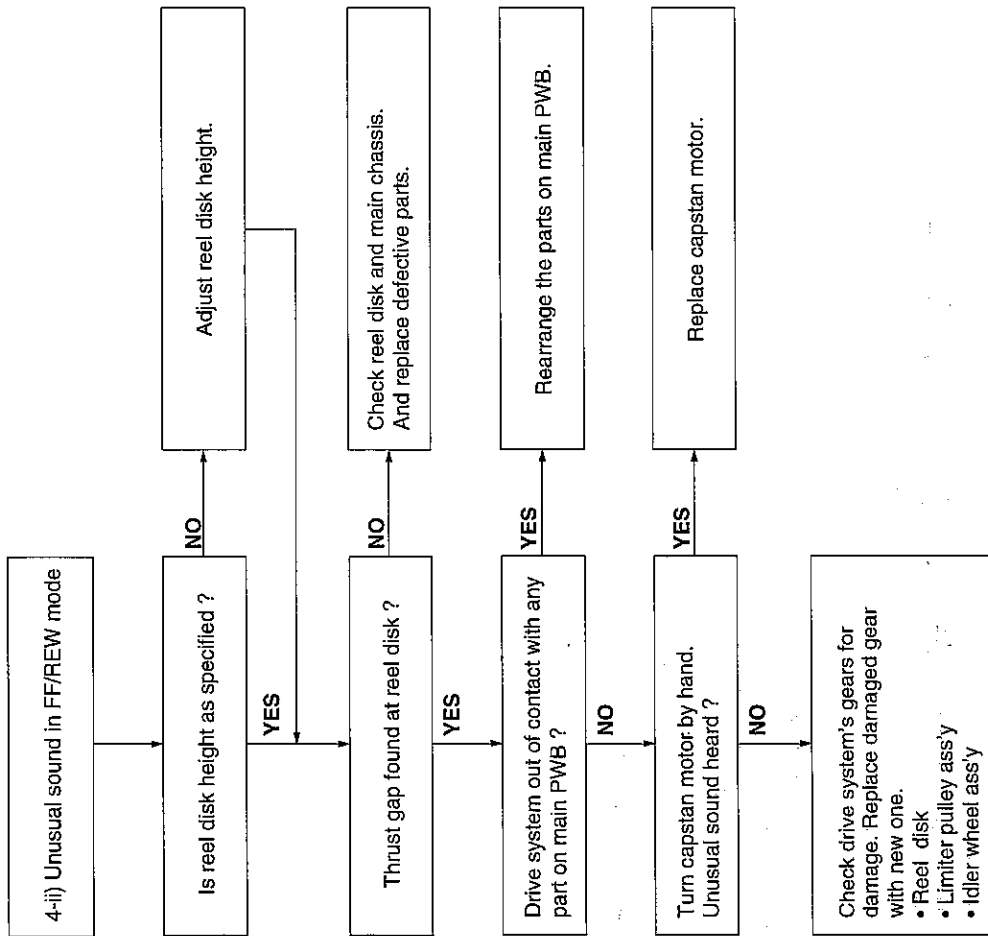 4-ii) Unusual sound in FF/REW mode
Is reel disk height as specified ?
NO
Adjust reel disk height.
YES
Thrust gap found at reel disk ?
NO
Check reel disk and main chassis.
And replace defective parts.
YES
Drive system out of contact with any
part on main PWB ?
YES
Rearrange the parts on main PWB.
NO
Turn capstan motor by hand.
Unusual sound heard ?
YES
Replace capstan motor.
NO
Check drive system's gears for
damage. Replace damaged gear
with new one.
• Reel disk
• Limiter pulley ass'y
• Idler wheel ass'y